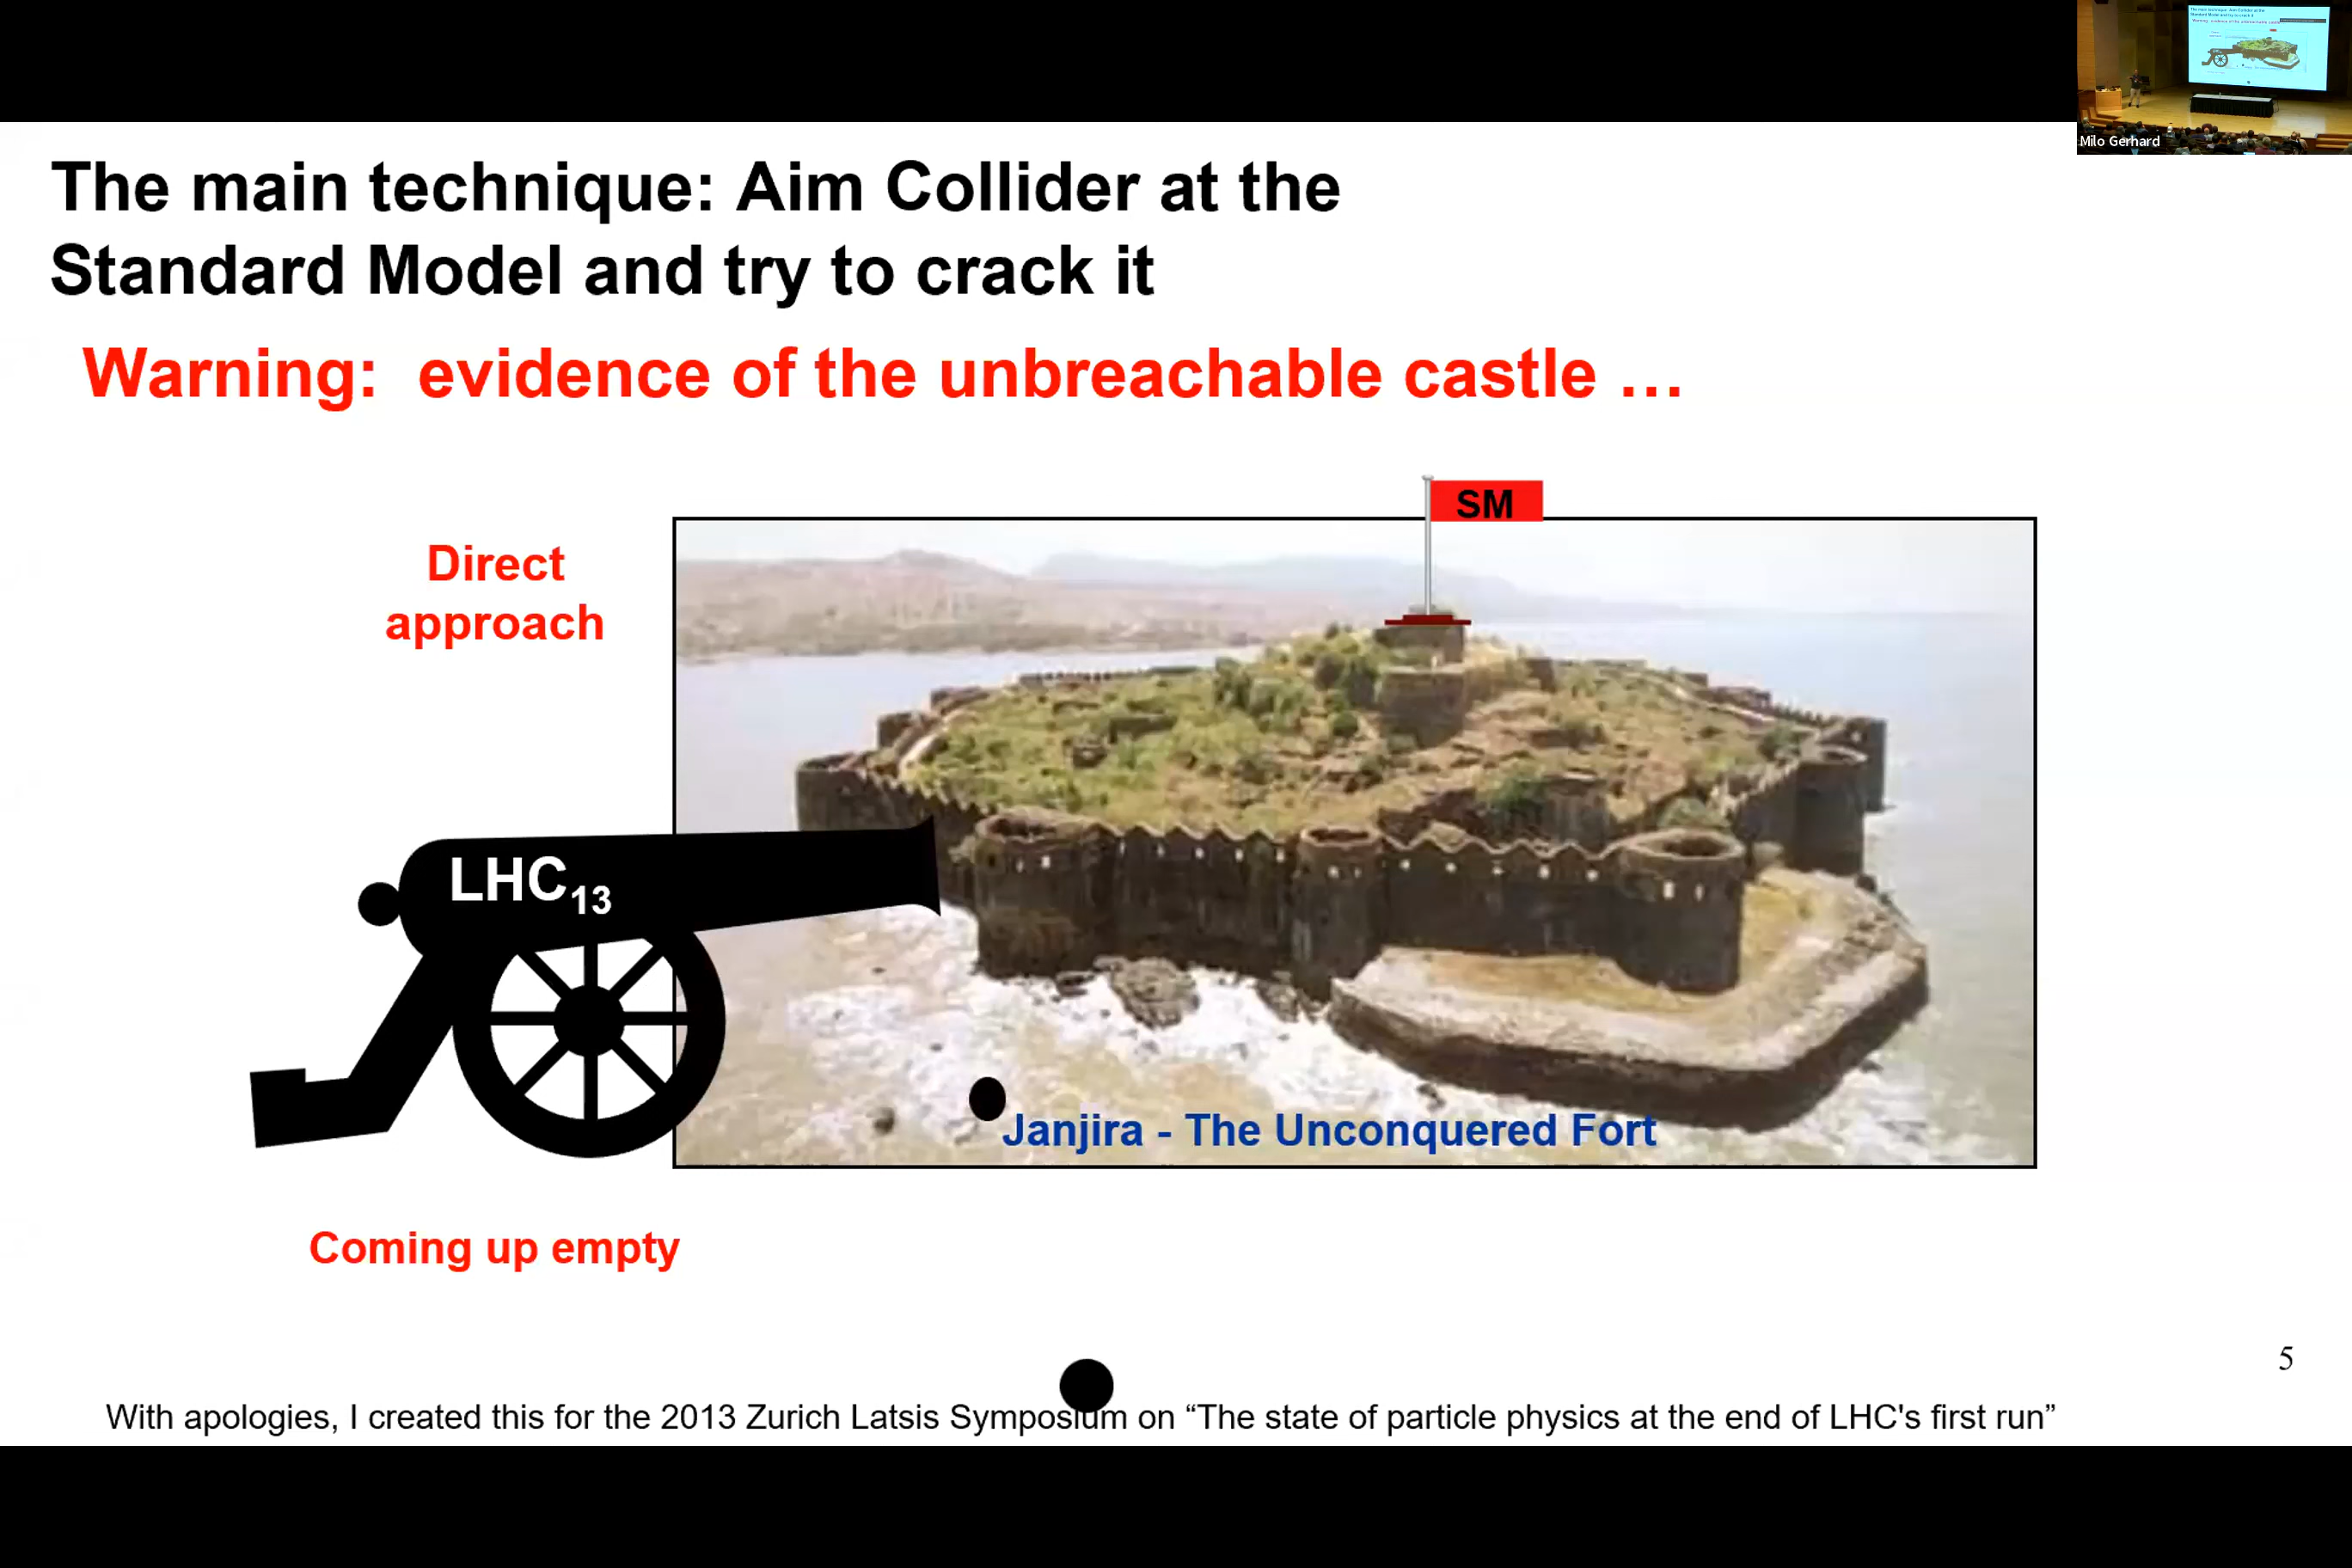 Milo Gerhard
The main technique: Aim Collider at the
Standard Model and try to crack it
Warning: evidence of the unbreachable castle …
SM
Direct
approach
LHC13
Janjira - The Unconquered Fort
Coming up empty
5
With apologies, I created this for the 2013 Zurich Latsis Symposium on “The state of particle physics at the end of LHC's first run”